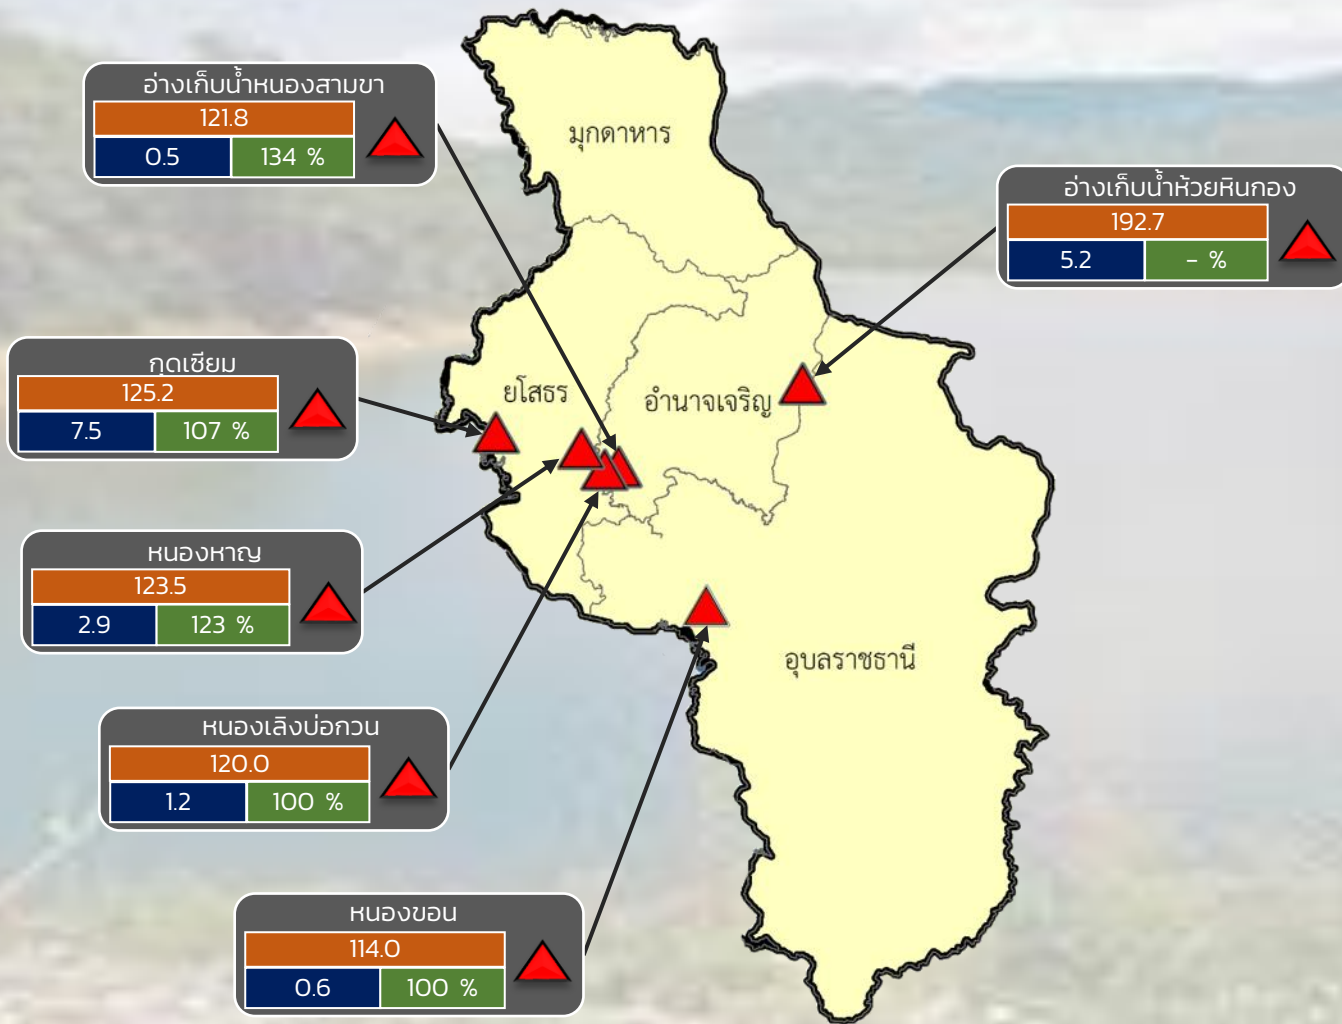 อ่างเก็บน้ำหนองสามขา
121.8
0.5 134 %
มุกดาหาร
อ่างเก็บน้ำห้วยหินกอง
192.7
5.2 - %
กุดเซียม
125.2
7.5 107 %
ยโสธร
อำนาจเจริญ
หนองหาญ
123.5
2.9 123 %
อุบลราชธานี
หนองเลิงบ่อกวน
120.0
1.2 100 %
หนองขอน
114.0
0.6 100 %